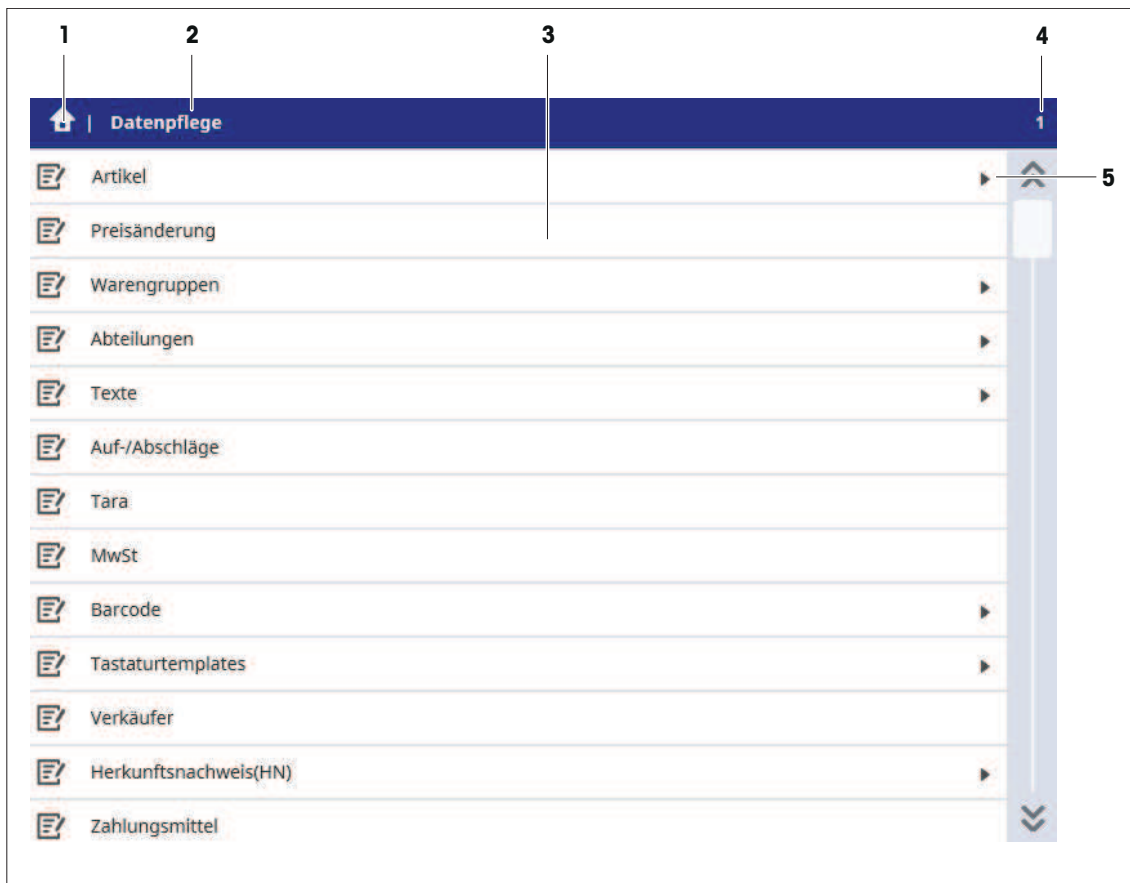 1 2 3 4
| Datenpflege 1
Artikel
5
Preisänderung
Warengruppen
Abteilungen
Texte
Auf-/Abschläge
Tara
MwSt
Barcode
Tastaturtemplates
Verkäufer
Herkunftsnachweis(HN)
Zahlungsmittel